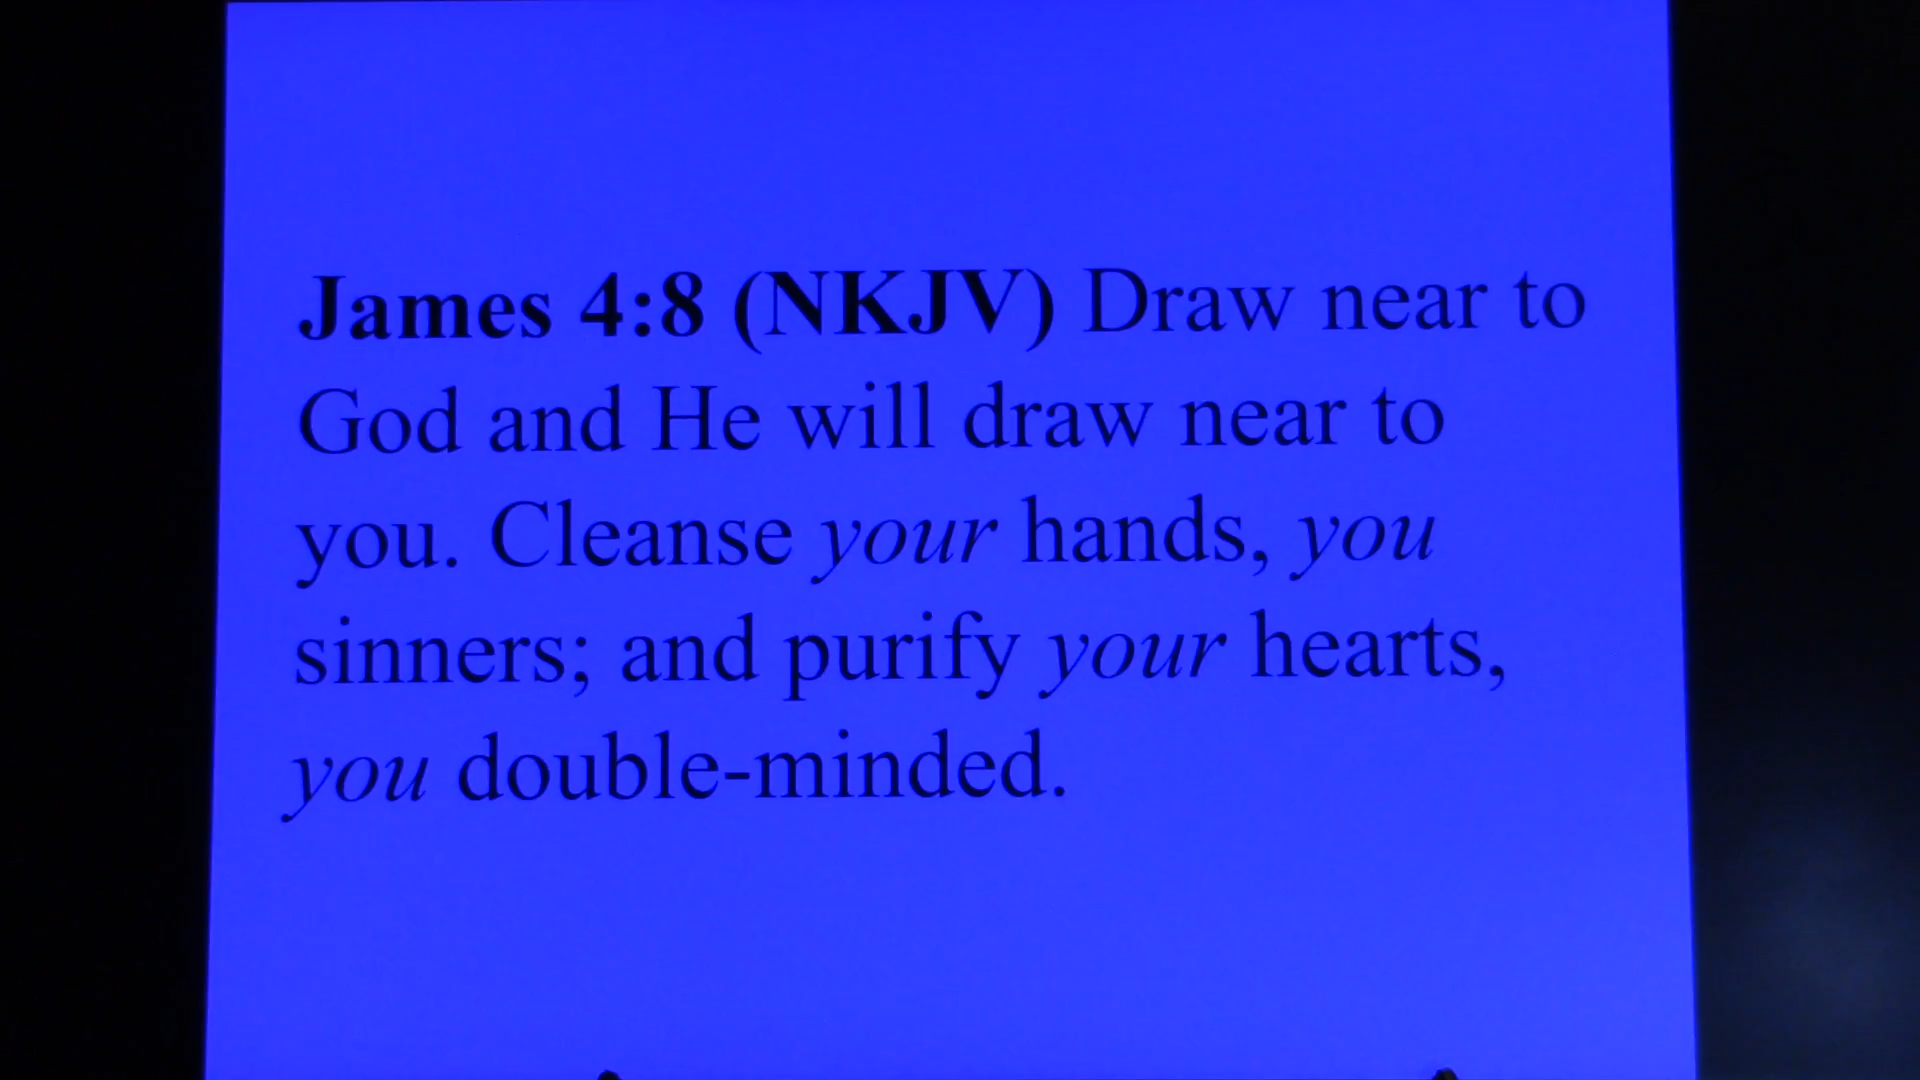 James 4:8 (NKJV) Draw near to
God and He will draw near to
you. Cleanse your hands, you
sinners; and purify your hearts,
you double-minded.